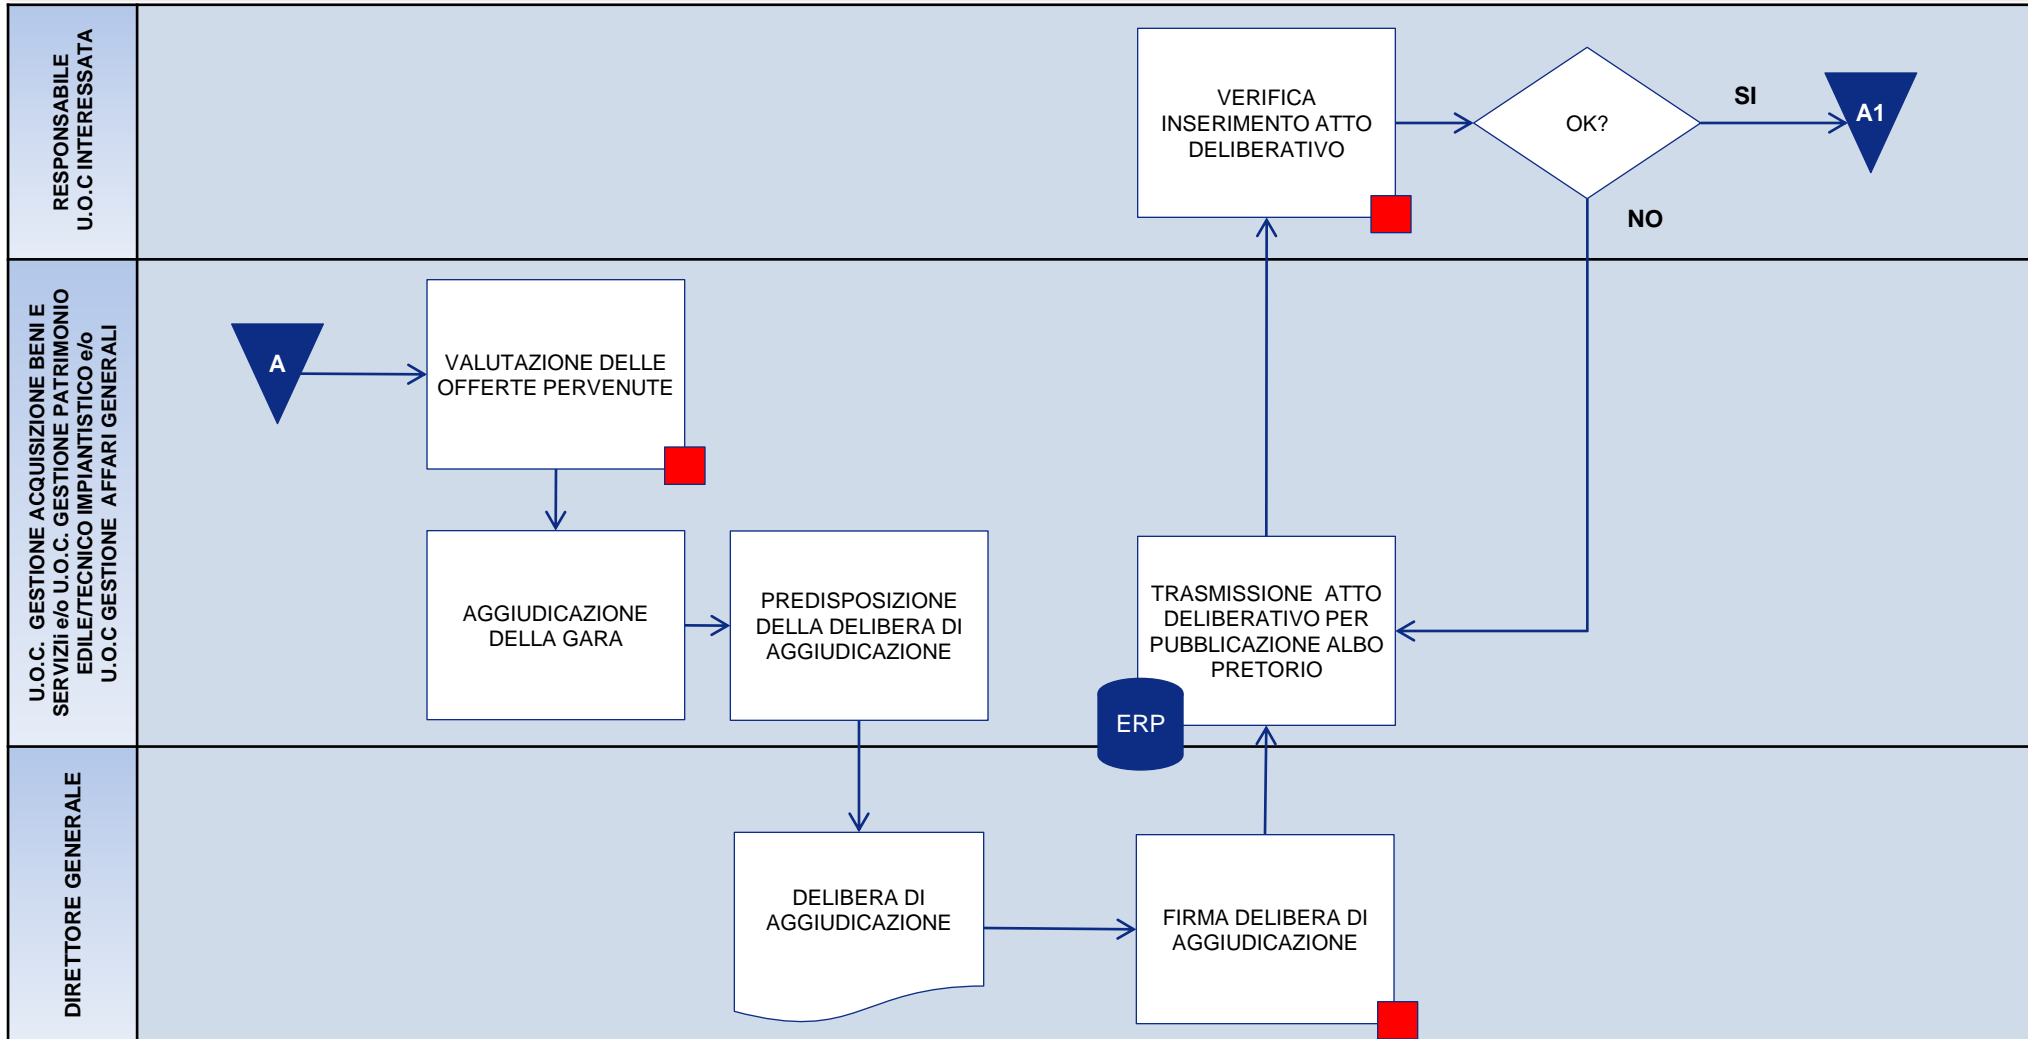 RESPONSABILE
U.O.C INTERESSATA
VERIFICA
INSERIMENTO ATTO
DELIBERATIVO
OK?
SI
A1
NO
U.O.C.  GESTIONE ACQUISIZIONE BENI E
SERVIZIi e/o U.O.C. GESTIONE PATRIMONIO
EDILE/TECNICO IMPIANTISTICO e/o
U.O.C GESTIONE  AFFARI GENERALI
A
VALUTAZIONE DELLE
OFFERTE PERVENUTE
AGGIUDICAZIONE
DELLA GARA
PREDISPOSIZIONE
DELLA DELIBERA DI
AGGIUDICAZIONE
TRASMISSIONE  ATTO
DELIBERATIVO PER
PUBBLICAZIONE ALBO
PRETORIO
ERP
DIRETTORE GENERALE
DELIBERA DI
AGGIUDICAZIONE
FIRMA DELIBERA DI
AGGIUDICAZIONE